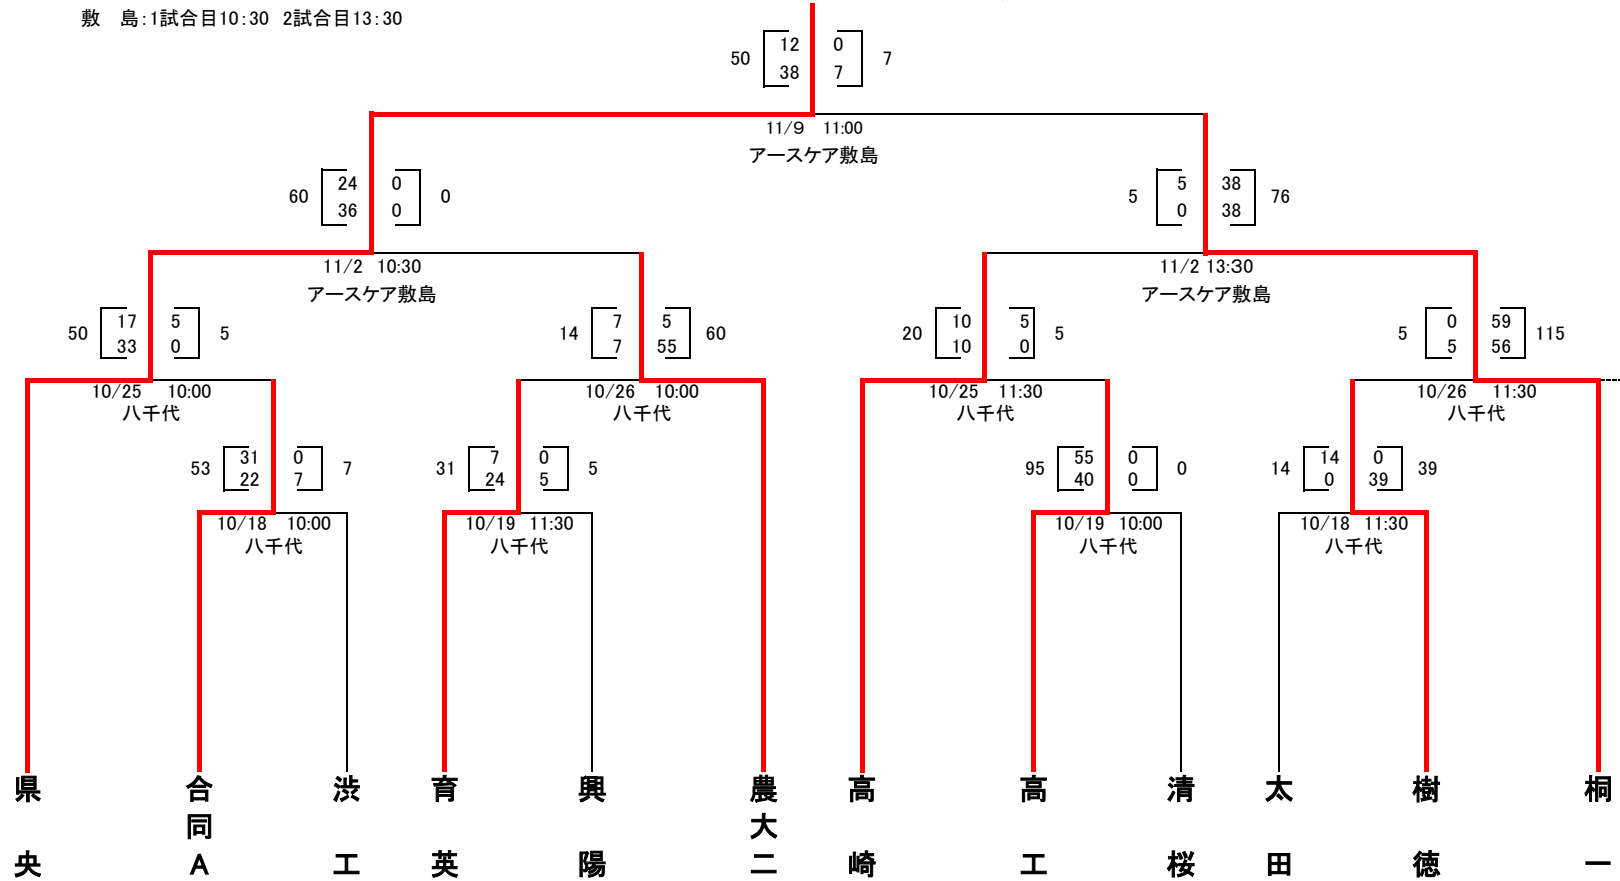 敷　島:1試合目10:30 2試合目13:30
50 12 0 7
38 7
11/9 11:00
アースケア敷島
60 24 0 0
36 0
5 5 38 76
0 38
11/2 10:30
アースケア敷島
11/2 13:30
アースケア敷島
50 17 5 5
33 0
14 7 5 60
7 55
20 10 5 5
10 0
5 0 59 115
5 56
10/25 10:00
八千代
10/26 10:00
八千代
10/25 11:30
八千代
10/26 11:30
八千代
53 31 0 7
22 7
31 7 0 5
24 5
95 55 0 0
40 0
14 14 0 39
0 39
10/18 10:00
八千代
10/19 11:30
八千代
10/19 10:00
八千代
10/18 11:30
八千代
県央
合同A
渋工
育英
興陽
農大二
高崎
高工
清桜
太田
樹徳
桐一